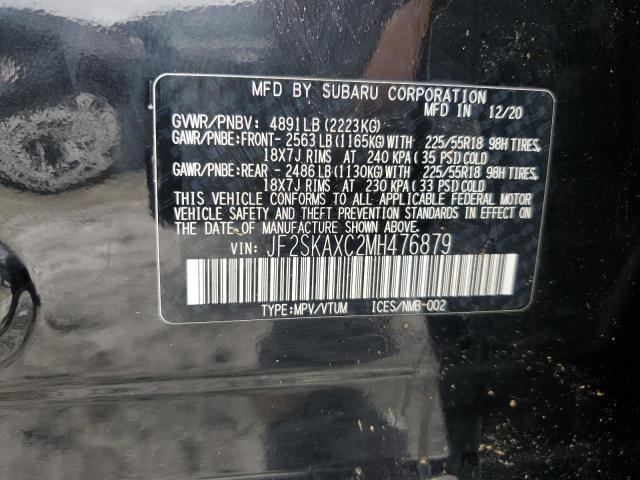 MFD BY SUBARU CORPORATION
MFD IN 12/20
GVWR/PNBV: 4891LB(2223KG)
GAWR/PNBE:FRONT- 2563LB(1165KG)WITH 225/55R18 98H TIRES,
18X7J RIMS AT 240 KPA(35 PSI)COLD
GAWR/PNBE:REAR - 2486LB(1130KG)WITH 225/55R18 98H TIRES,
18X7J RIMS AT 230 KPA(33 PSI)COLD
THIS VEHICLE CONFORMS TO ALL APPLICABLE FEDERAL MOTOR
VEHICLE SAFETY AND THEFT PREVENTION STANDARDS IN EFFECT ON
THE DATE OF MANUFACTURE SHOWN ABOVE.
VIN: JF2SKAXC2MH476879
TYPE:MPV/VTUM ICES/NMB-002